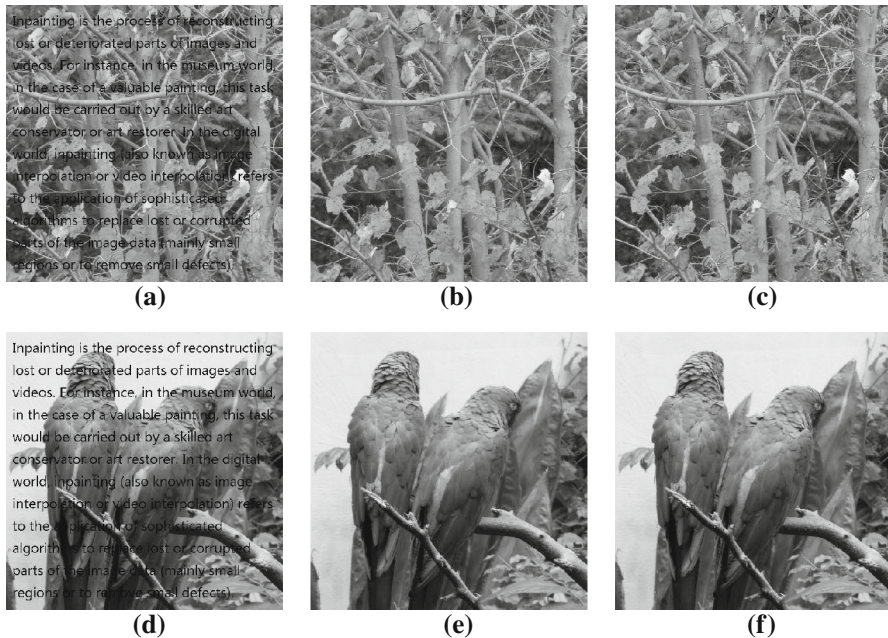 Inpainting is the process of reconstructing
lost or deteriorated parts of images and
videos. For instance, in the museum world,
in the case of a valuable painting, this task
would be carried out by a skilled art
conservator or art restorer. In the digital
world, inpainting (also known as image
interpolation or video interpolation) refers
to the application of sophisticated
algorithms to replace lost or corrupted
parts of the image data (mainly small
regions or to remove small defects).
(a)
(b)
(c)
Inpainting is the process of reconstructing
lost or deteriorated parts of images and
videos. For instance, in the museum world,
in the case of a valuable painting, this task
would be carried out by a skilled art
conservator or art restorer. In the digital
world, inpainting (also known as image
interpolation or video interpolation) refers
to the application of sophisticated
algorithms to replace lost or corrupted
parts of the image data (mainly small
regions or to remove small defects).
(d)
(e)
(f)